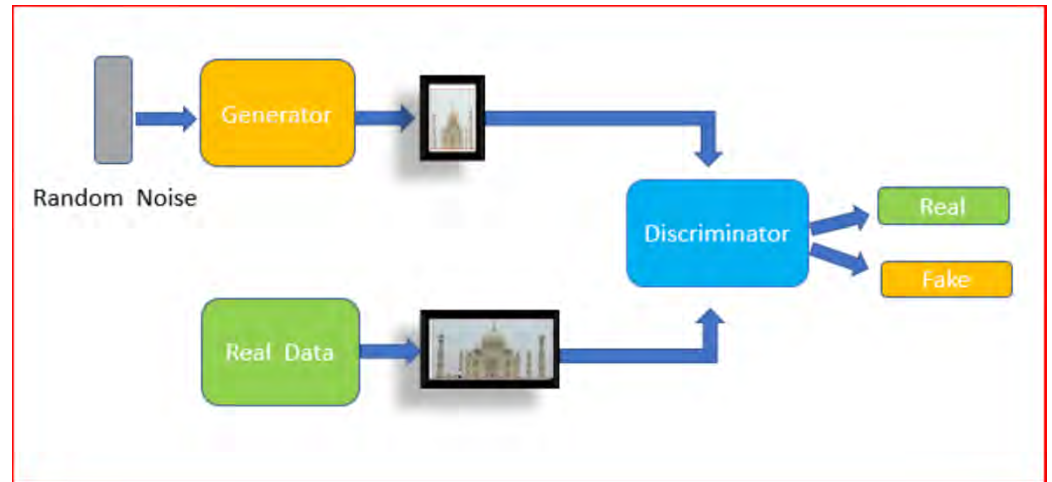 Generator
Random Noise
Discriminator
Real
Fake
Real Data